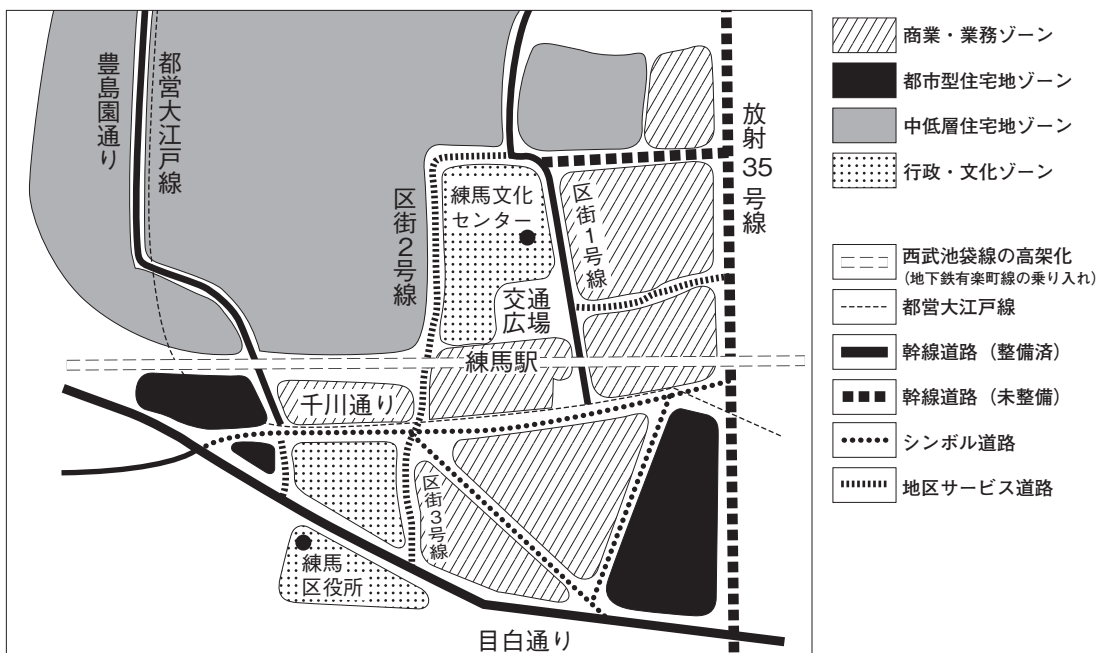 豊島園通り
都営大江戸線
区街2号線
練馬文化
センター
区街1号線
放射35号線
交通
広場
練馬駅
千川通り
区街3号線
練馬
区役所
目白通り
商業・業務ゾーン
都市型住宅地ゾーン
中低層住宅地ゾーン
行政・文化ゾーン
西武池袋線の高架化
(地下鉄有楽町線の乗り入れ)
都営大江戸線
幹線道路(整備済)
幹線道路(未整備)
シンボル道路
地区サービス道路